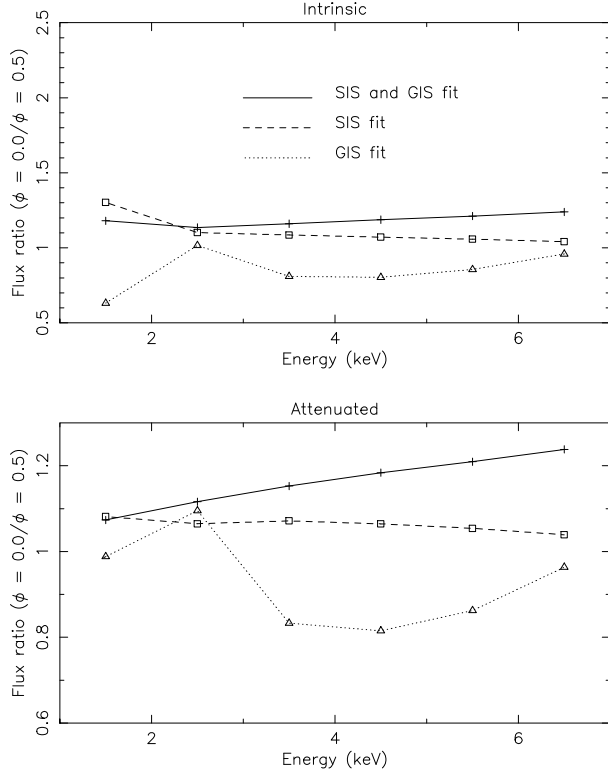 Intrinsic
2.5
2
1.5
1
0.5
Flux ratio (ϕ = 0.0/ϕ = 0.5)
SIS and GIS fit
SIS fit
GIS fit
2 4 6
Energy (keV)
Attenuated
1.2
1
0.8
0.6
Flux ratio (ϕ = 0.0/ϕ = 0.5)
2 4 6
Energy (keV)